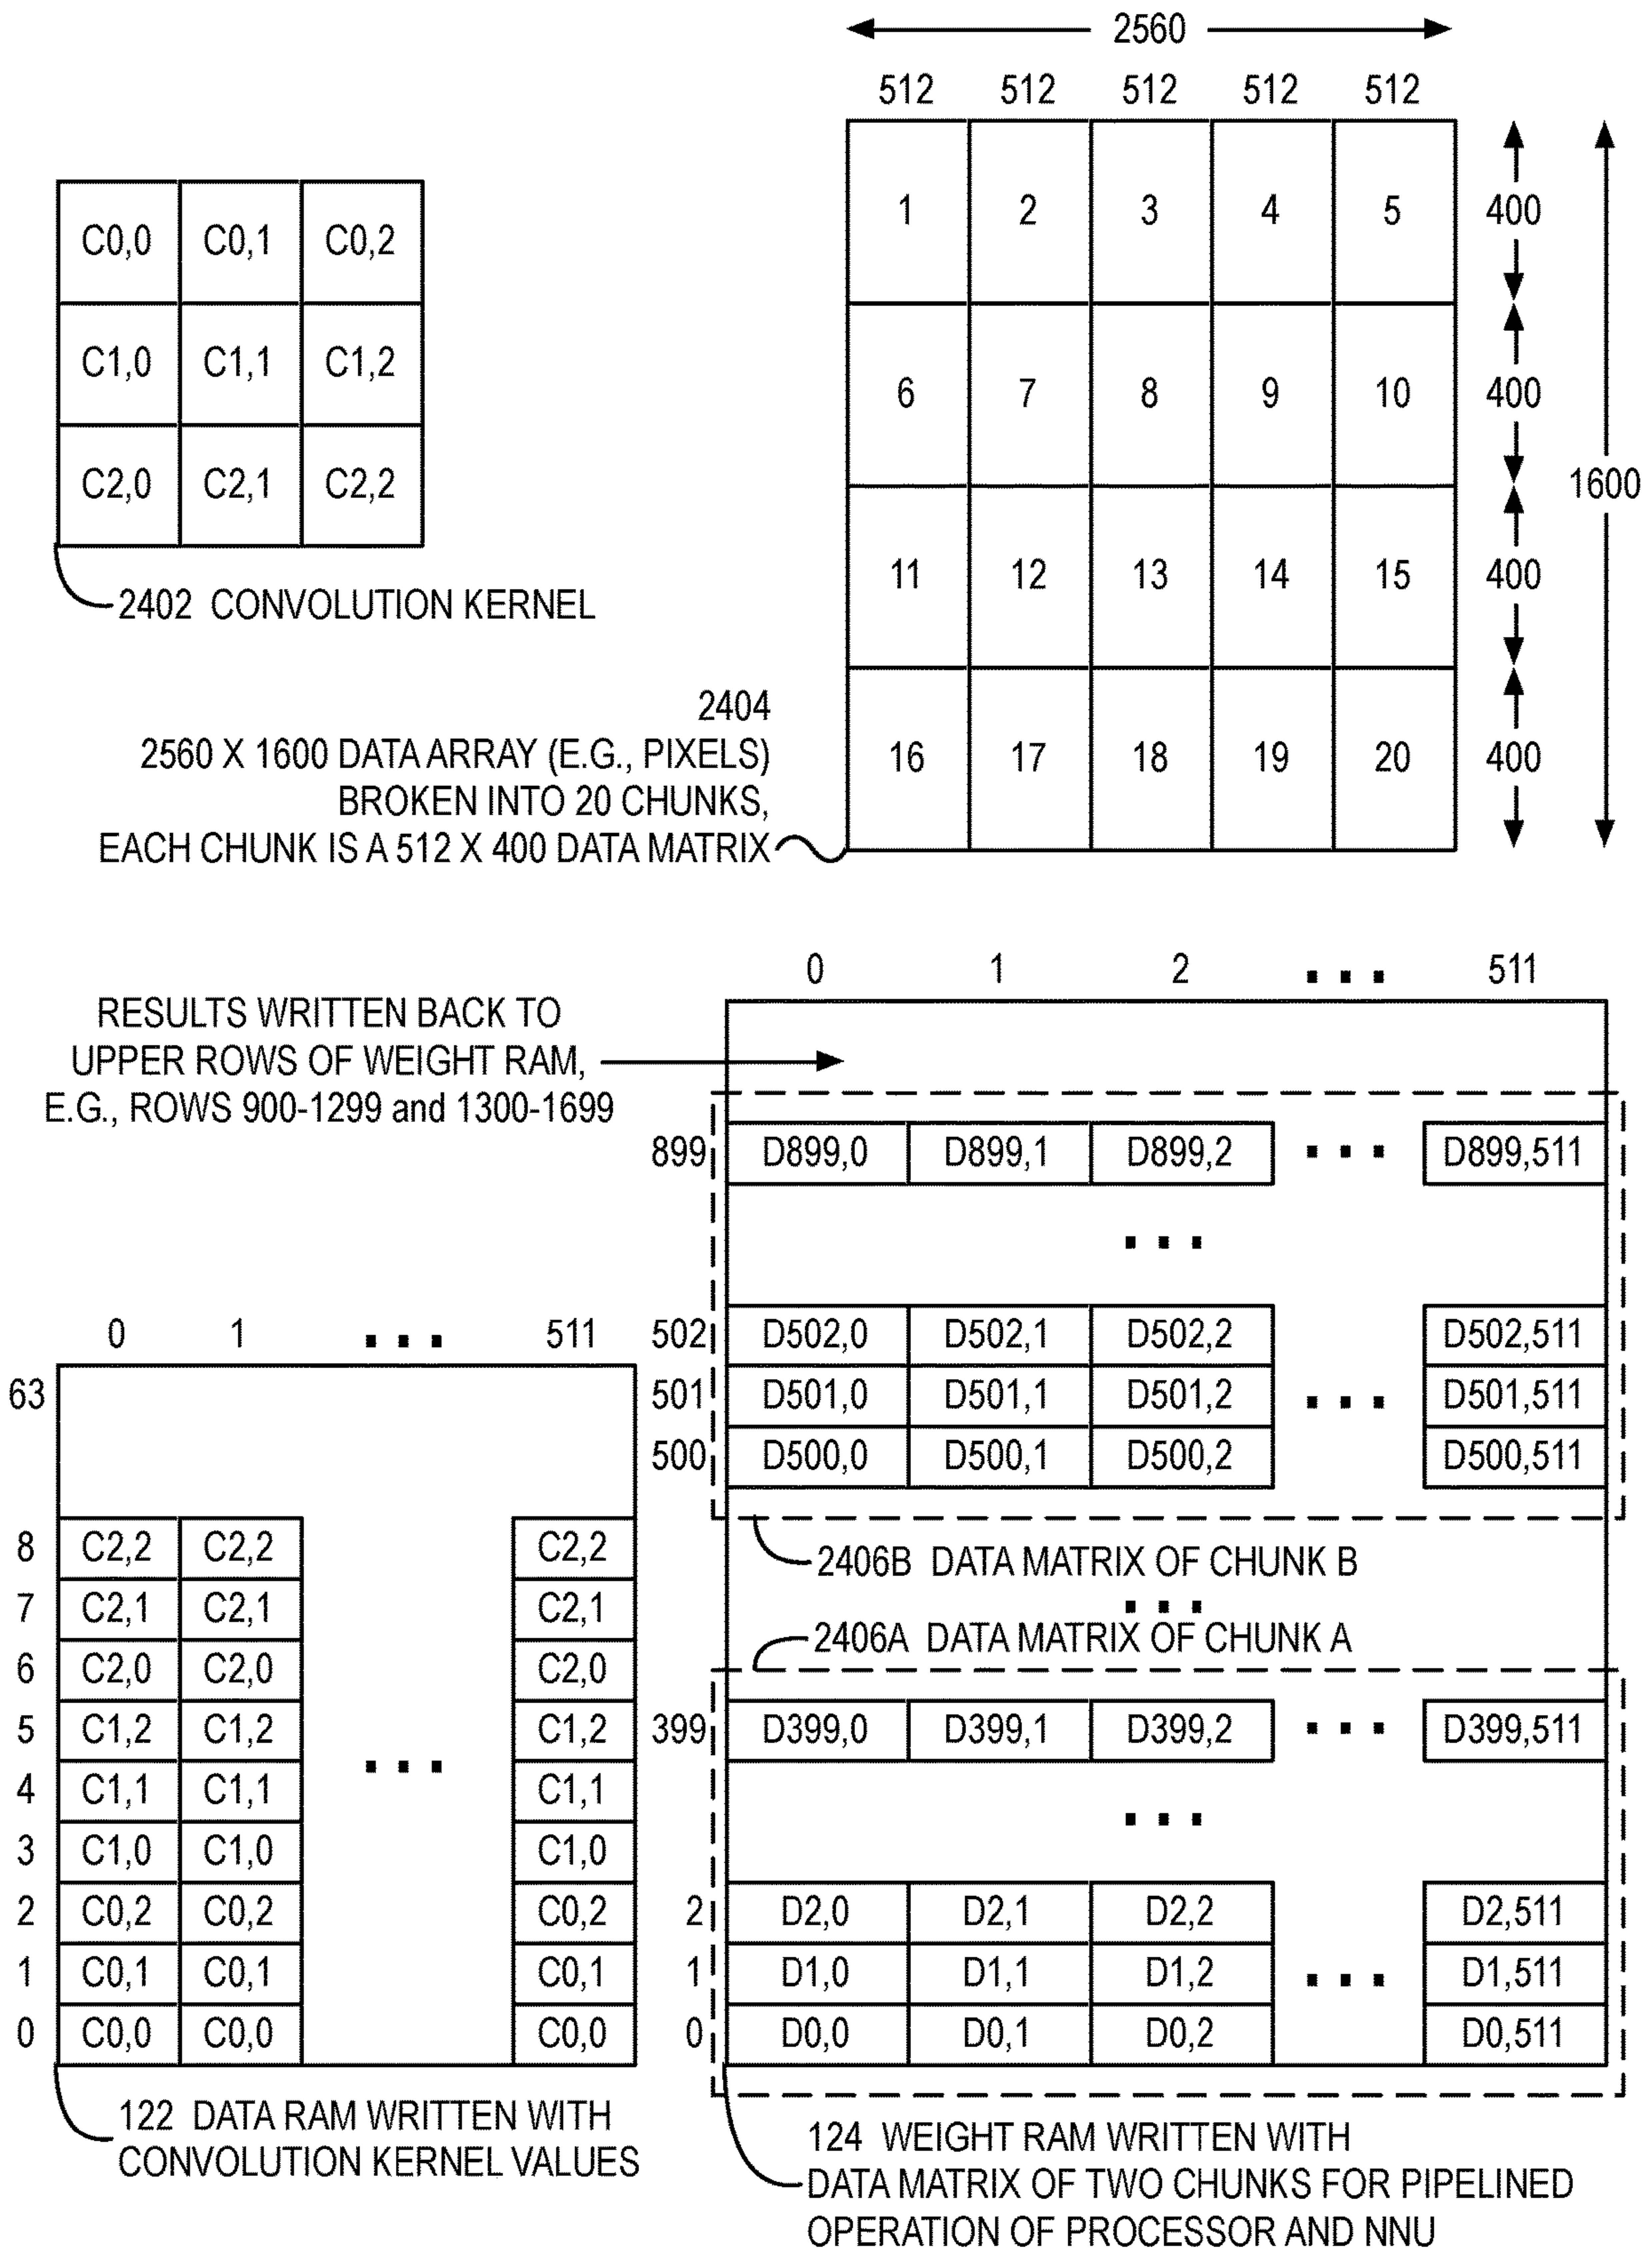 2560
512 512 512 512 512
1 2 3 4 5 400
C0,0 C0,1 C0,2
6 7 8 9 10 400
C1,0 C1,1 C1,2
1600
C2,0 C2,1 C2,2
11 12 13 14 15 400
2402 CONVOLUTION KERNEL
16 17 18 19 20 400
2404
2560 X 1600 DATA ARRAY (E.G., PIXELS)
BROKEN INTO 20 CHUNKS,
EACH CHUNK IS A 512 X 400 DATA MATRIX
0 1 2 ... 511
RESULTS WRITTEN BACK TO
UPPER ROWS OF WEIGHT RAM,
E.G., ROWS 900-1299 and 1300-1699
899 D899,0 D899,1 D899,2 ... D899,511
...
502 D502,0 D502,1 D502,2 D502,511
501 D501,0 D501,1 D501,2 ... D501,511
500 D500,0 D500,1 D500,2 D500,511
2406B DATA MATRIX OF CHUNK B
...
2406A DATA MATRIX OF CHUNK A
399 D399,0 D399,1 D399,2 ... D399,511
...
2 D2,0 D2,1 D2,2 D2,511
1 D1,0 D1,1 D1,2 ... D1,511
0 D0,0 D0,1 D0,2 D0,511
124 WEIGHT RAM WRITTEN WITH
DATA MATRIX OF TWO CHUNKS FOR PIPELINED
OPERATION OF PROCESSOR AND NNU
0 1 ... 511
63
8 C2,2 C2,2 C2,2
7 C2,1 C2,1 C2,1
6 C2,0 C2,0 C2,0
5 C1,2 C1,2 C1,2
...
4 C1,1 C1,1 C1,1
3 C1,0 C1,0 C1,0
2 C0,2 C0,2 C0,2
1 C0,1 C0,1 C0,1
0 C0,0 C0,0 C0,0
122 DATA RAM WRITTEN WITH
CONVOLUTION KERNEL VALUES